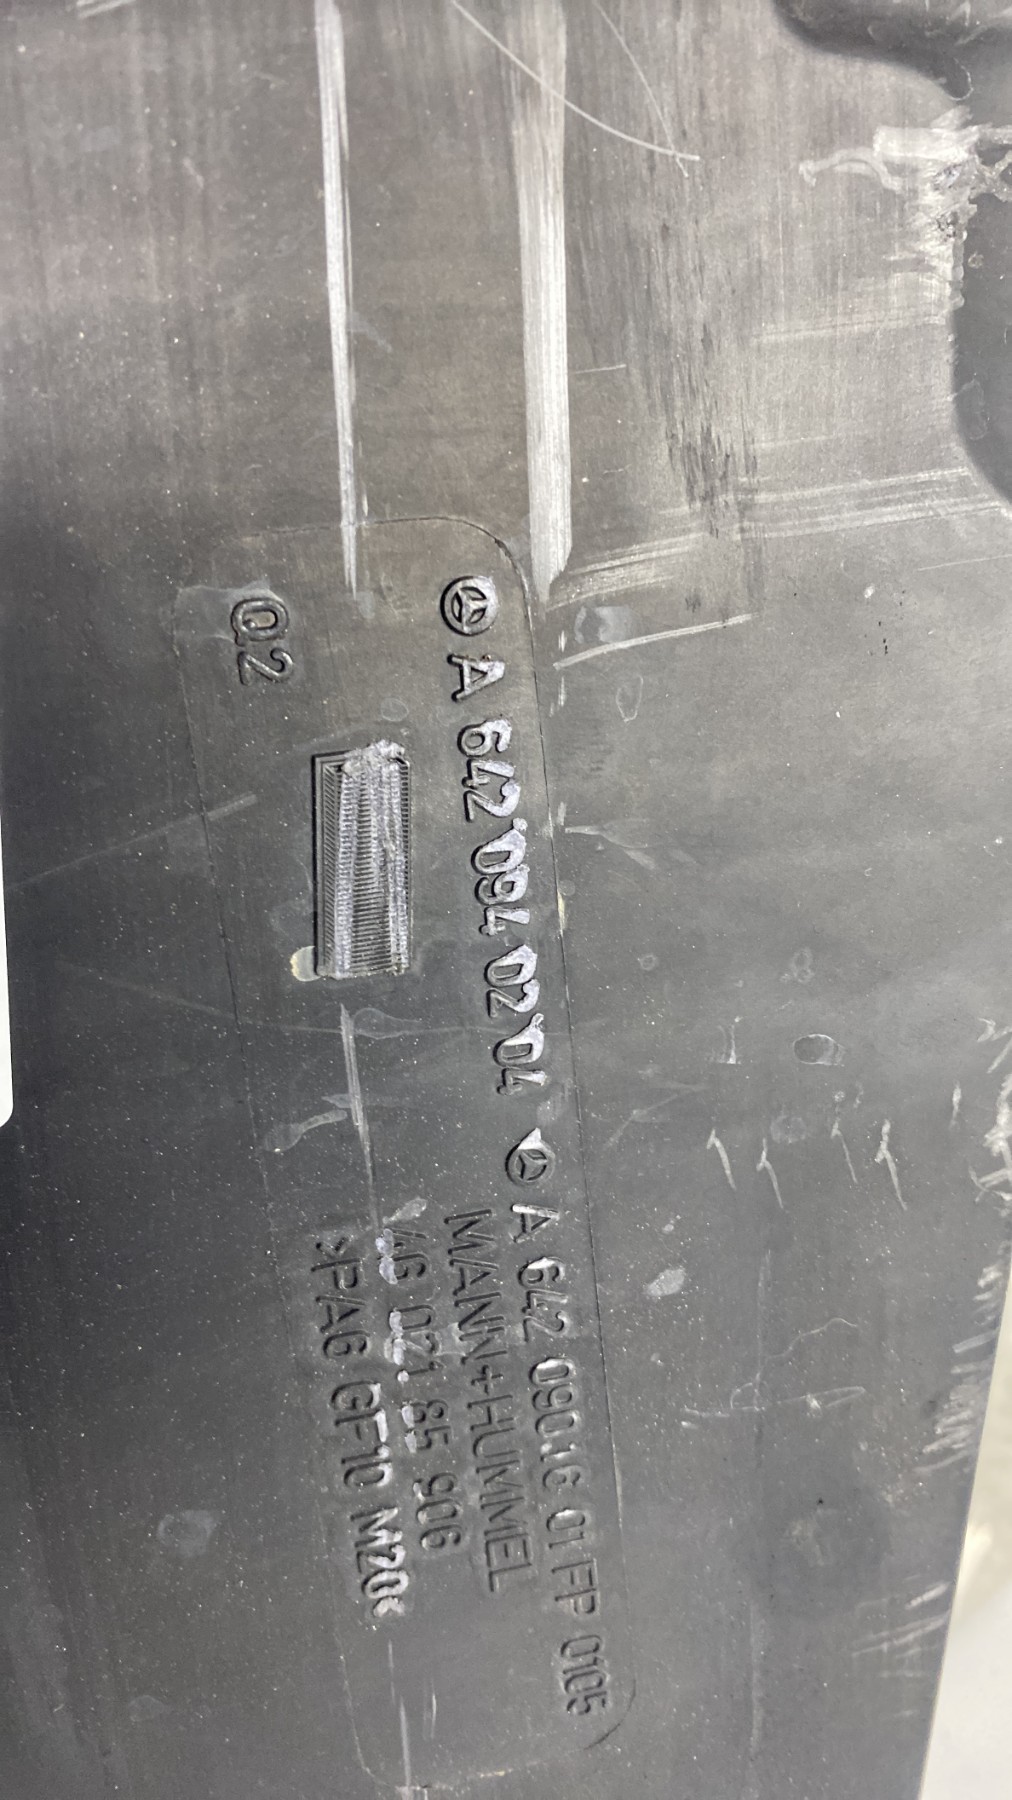 A 642 094 02 04 A 642 090.16 01 FP 0105
MANN+HUMMEL
46 021 85 906
Q2
>PA6 GF10 M20<